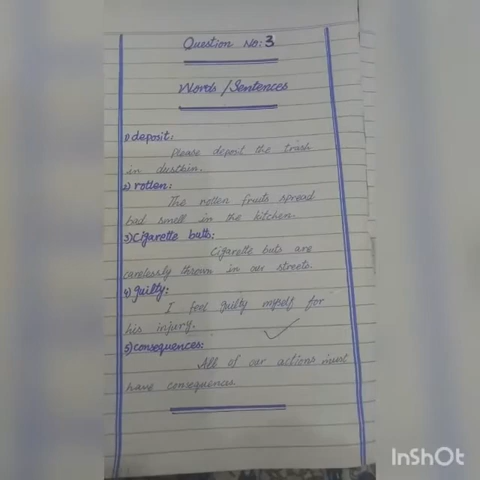 Question No: 3
Words/Sentences
1) deposit:
Please deposit the trash
in dustbin.
2) rotten:
The rotten fruits spread
bad smell in the kitchen.
3) Cigarette butts:
Cigarette buts are
carelessly thrown in our streets.
4) guilty:
I feel guilty myself for
his injury.
5) consequences:
All of our actions must
have consequences.
InShOt